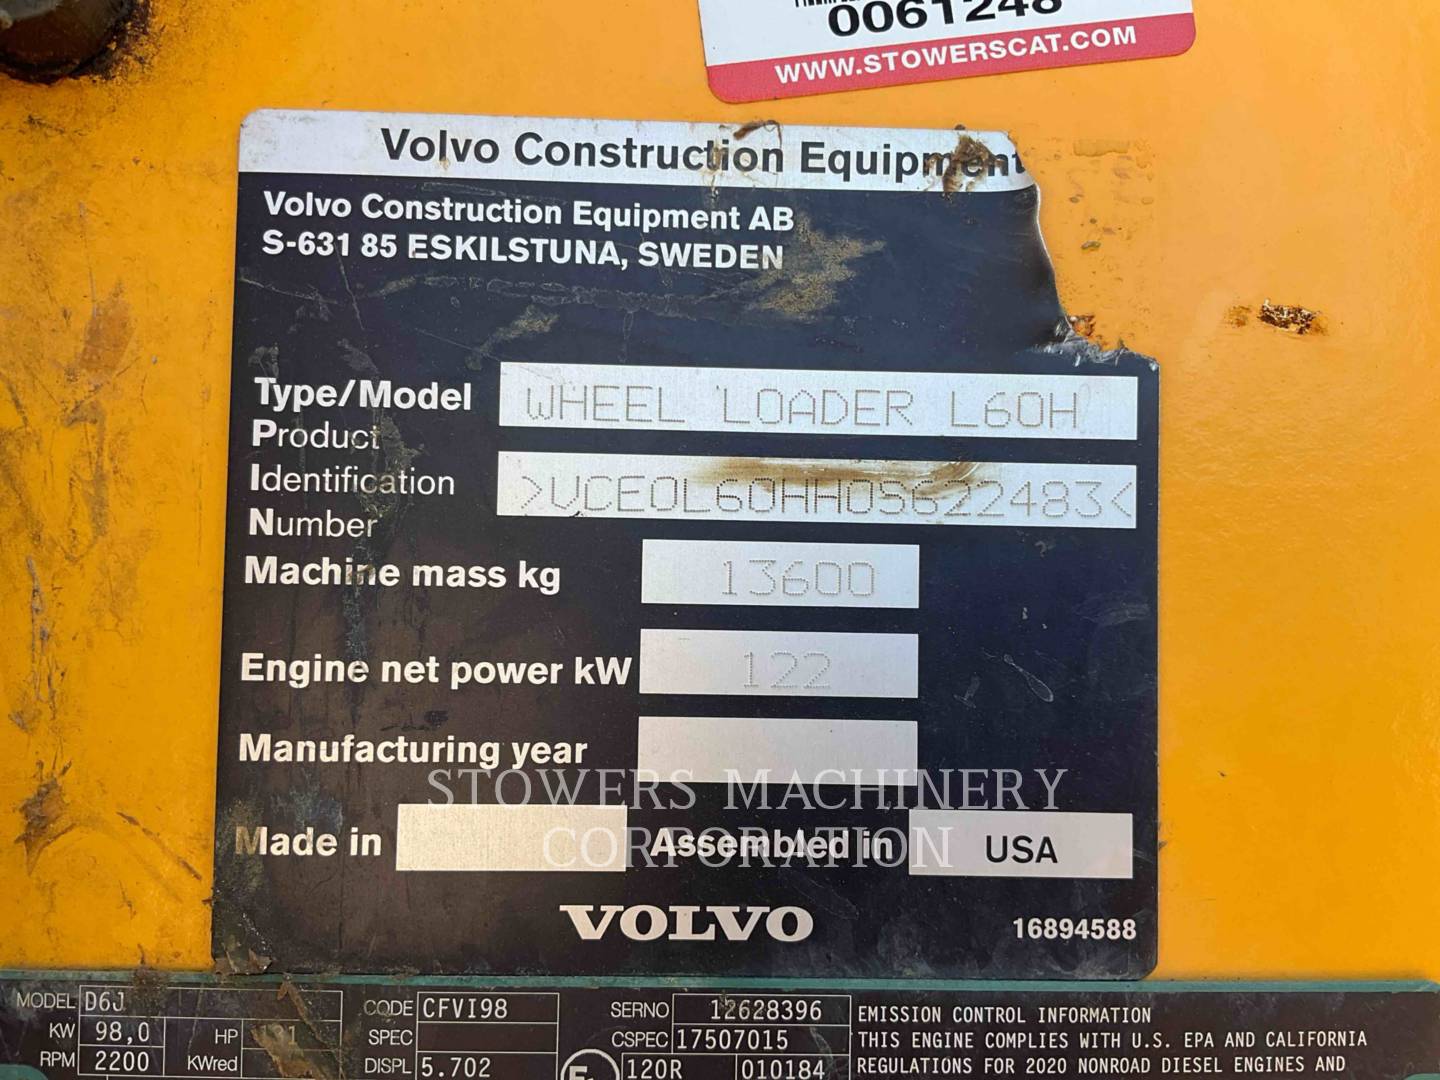 0061248
WWW.STOWERSCAT.COM
Volvo Construction Equipment
Volvo Construction Equipment AB
S-631 85 ESKILSTUNA, SWEDEN
Type/Model WHEEL LOADER L60H
Product
Identification >VCE0L60HH0S622483<
Number
Machine mass kg 13600
Engine net power kW 122
Manufacturing year
STOWERS MACHINERY
CORPORATION
Made in Assembled in USA
VOLVO 16894588
MODEL D6J CODE CFVI98 SERNO 12628396 EMISSION CONTROL INFORMATION
KW 98,0 HP SPEC CSPEC 17507015 THIS ENGINE COMPLIES WITH U.S. EPA AND CALIFORNIA
RPM 2200 KWred DISPL 5.702 120R 010184 REGULATIONS FOR 2020 NONROAD DIESEL ENGINES AND